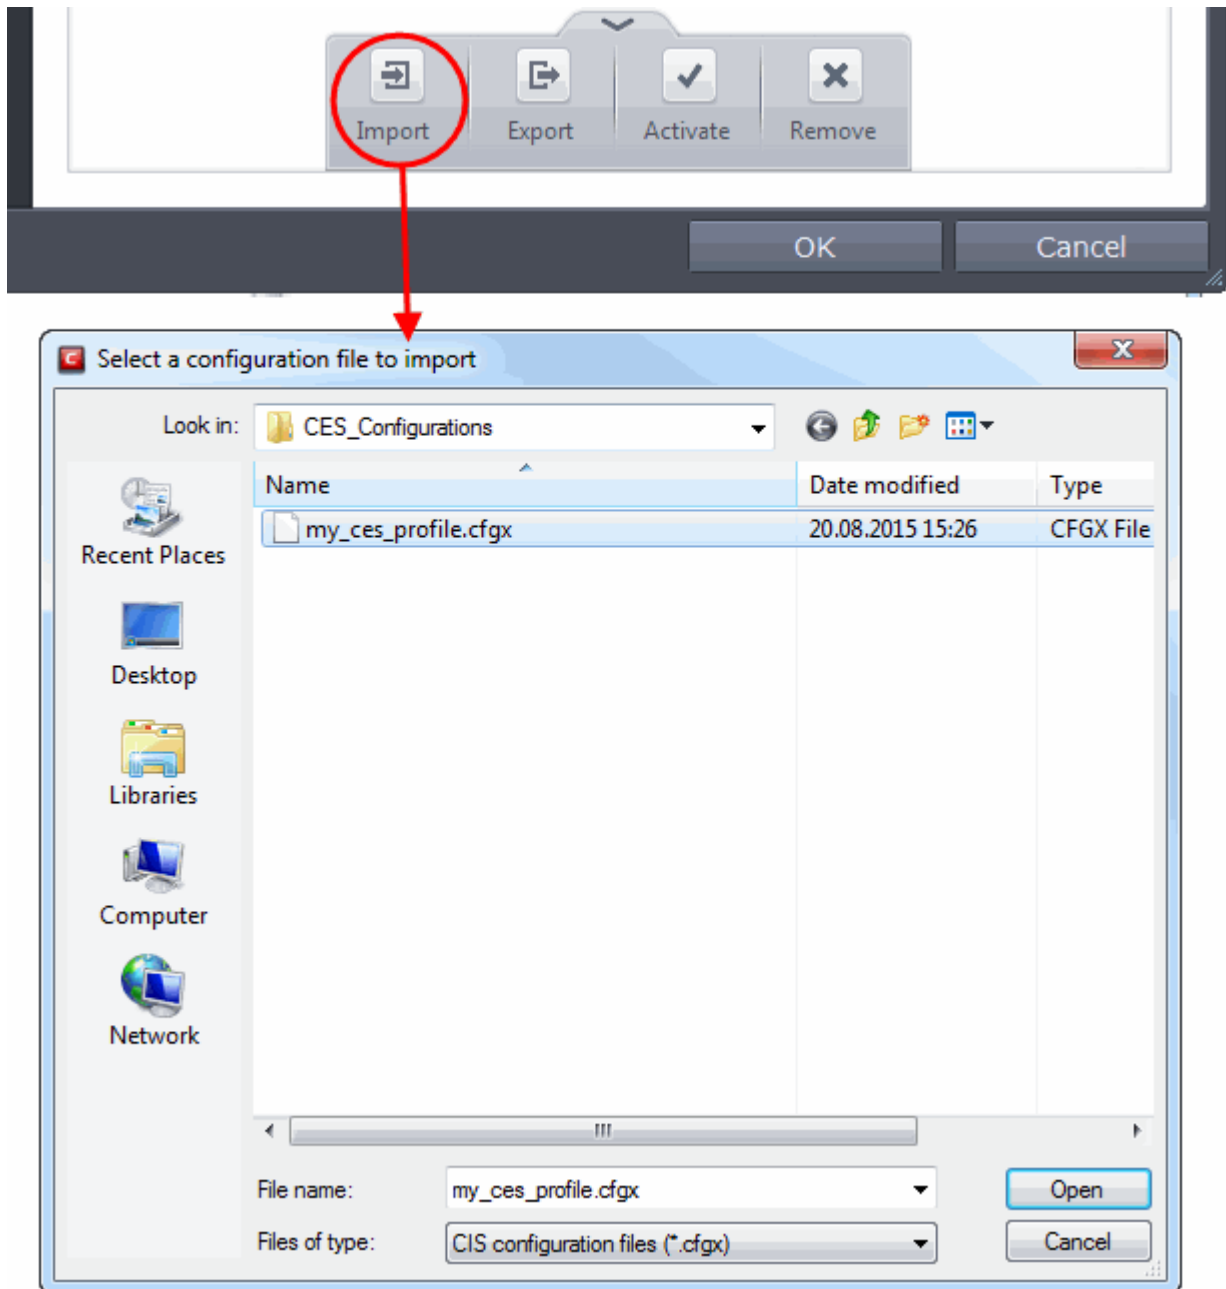 Import Export Activate Remove
OK Cancel
Select a configuration file to import
Look in: CES_Configurations
Name Date modified Type
my_ces_profile.cfgx 20.08.2015 15:26 CFGX File
Recent Places
Desktop
Libraries
Computer
Network
File name: my_ces_profile.cfgx Open
Files of type: CIS configuration files (*.cfgx) Cancel